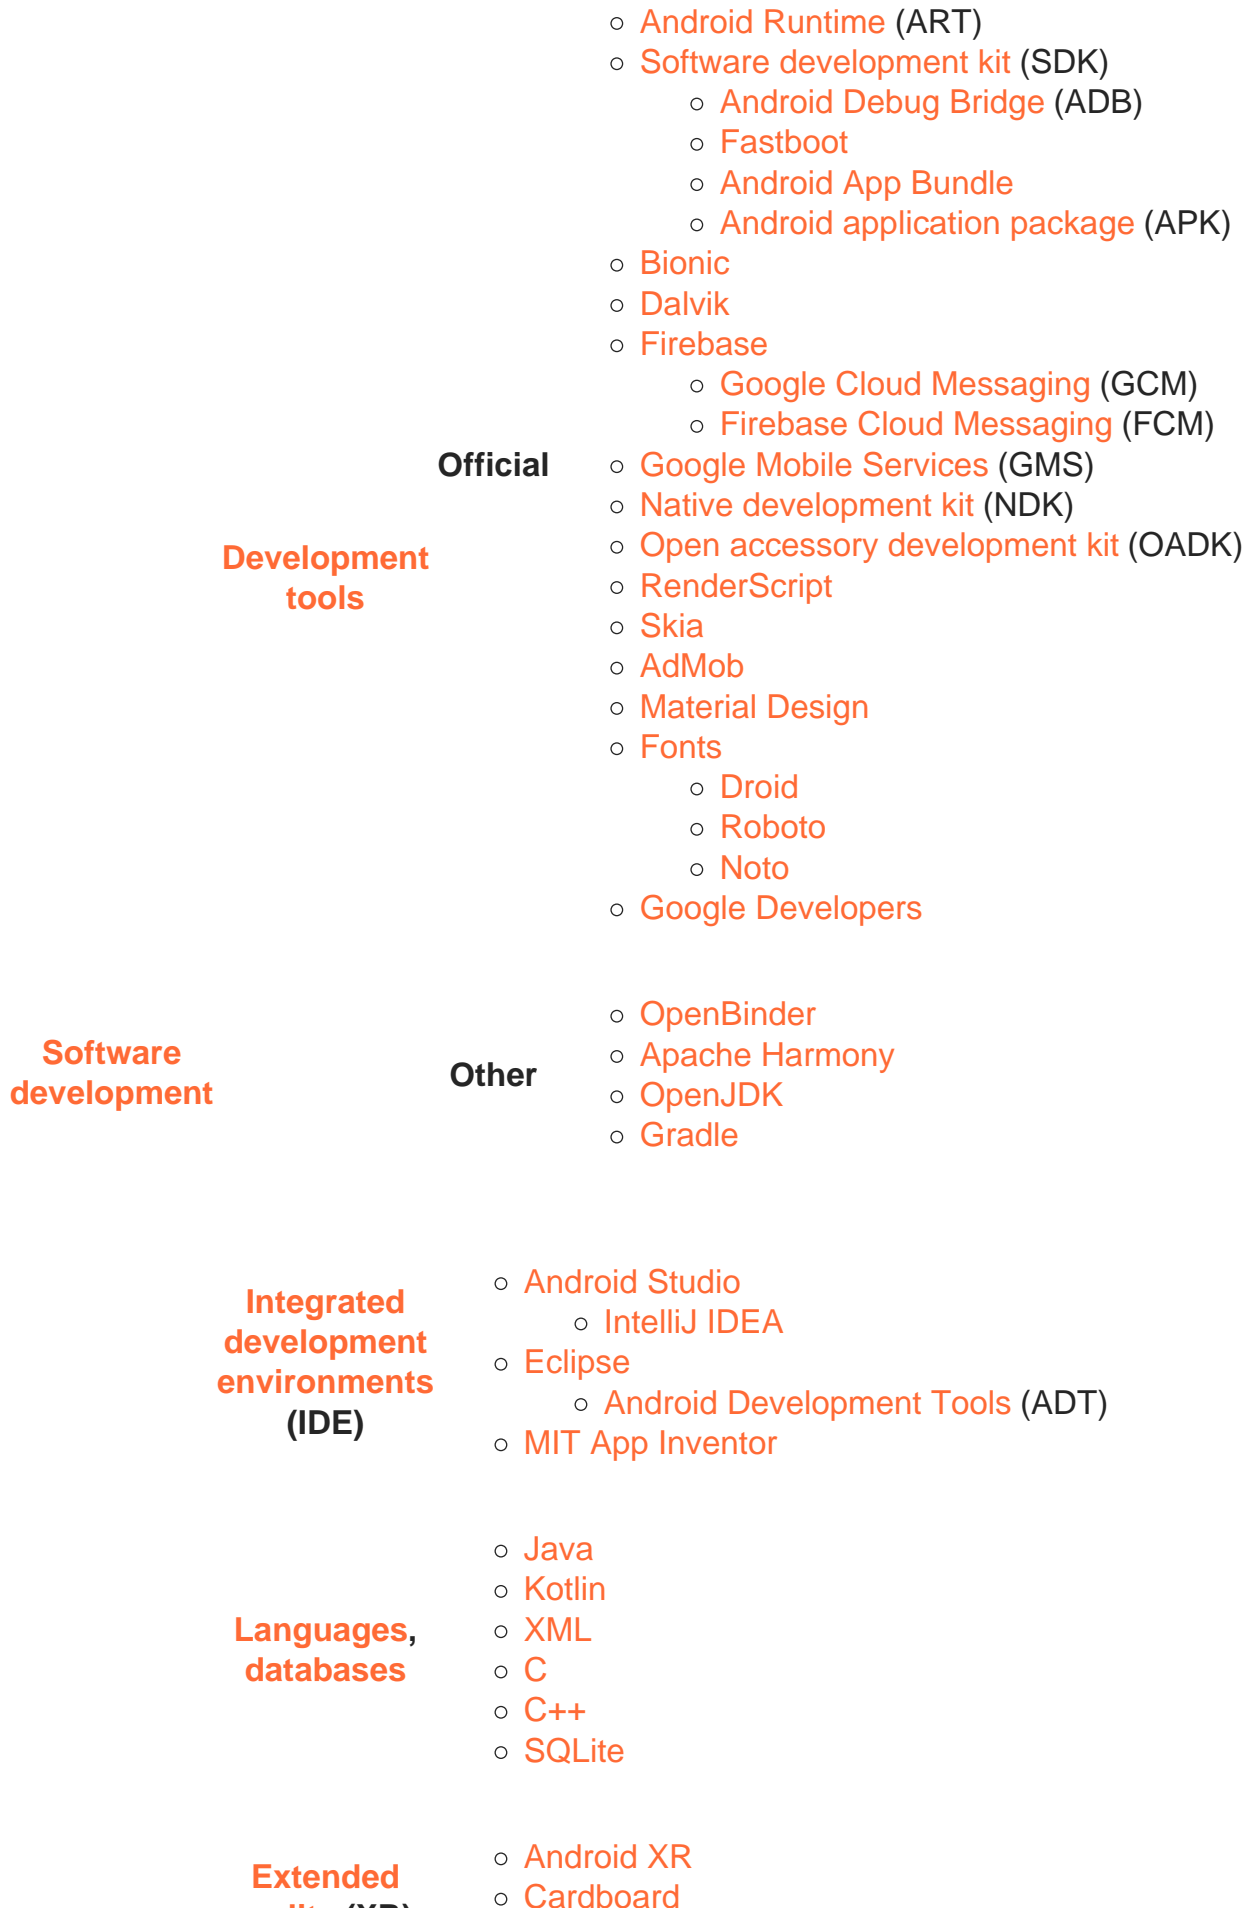 Software
development
Development
tools
Official
Android Runtime (ART)
Software development kit (SDK)
Android Debug Bridge (ADB)
Fastboot
Android App Bundle
Android application package (APK)
Bionic
Dalvik
Firebase
Google Cloud Messaging (GCM)
Firebase Cloud Messaging (FCM)
Google Mobile Services (GMS)
Native development kit (NDK)
Open accessory development kit (OADK)
RenderScript
Skia
AdMob
Material Design
Fonts
Droid
Roboto
Noto
Google Developers
Other
OpenBinder
Apache Harmony
OpenJDK
Gradle
Integrated
development
environments
(IDE)
Android Studio
IntelliJ IDEA
Eclipse
Android Development Tools (ADT)
MIT App Inventor
Languages,
databases
Java
Kotlin
XML
C
C++
SQLite
Extended
(XR)
Android XR
Cardboard